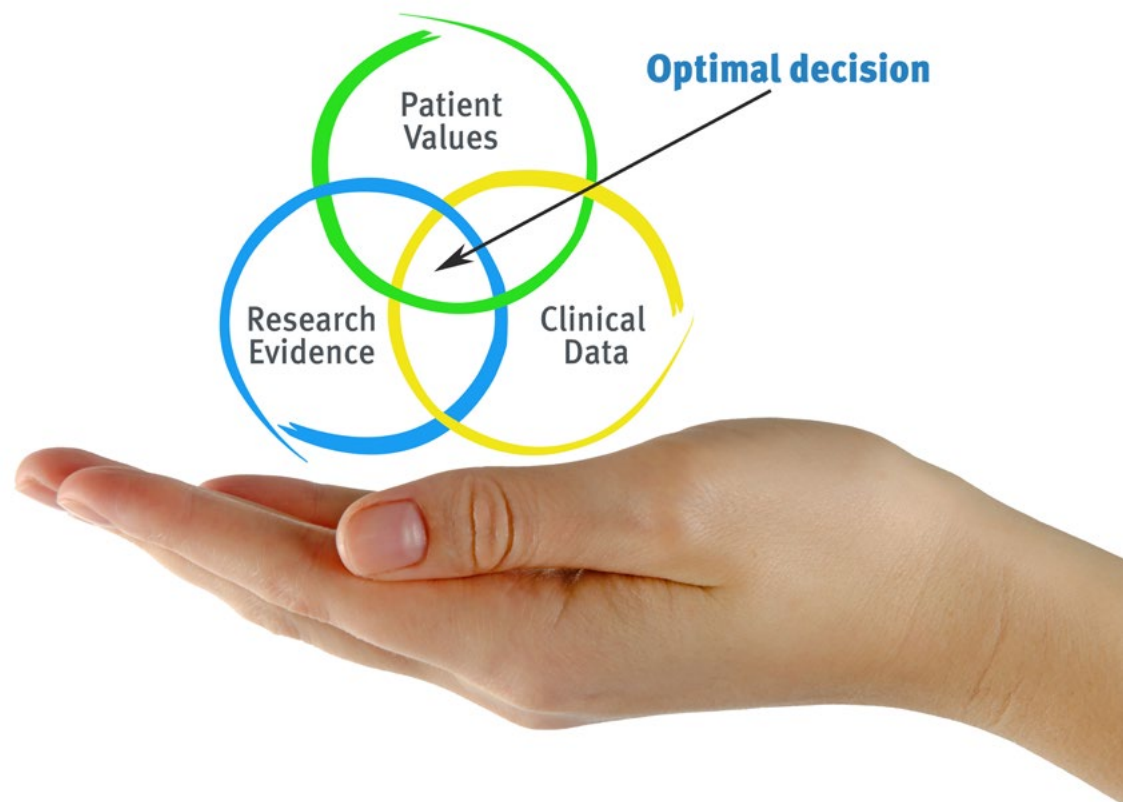 Optimal decision
Patient
Values
Research
Evidence
Clinical
Data